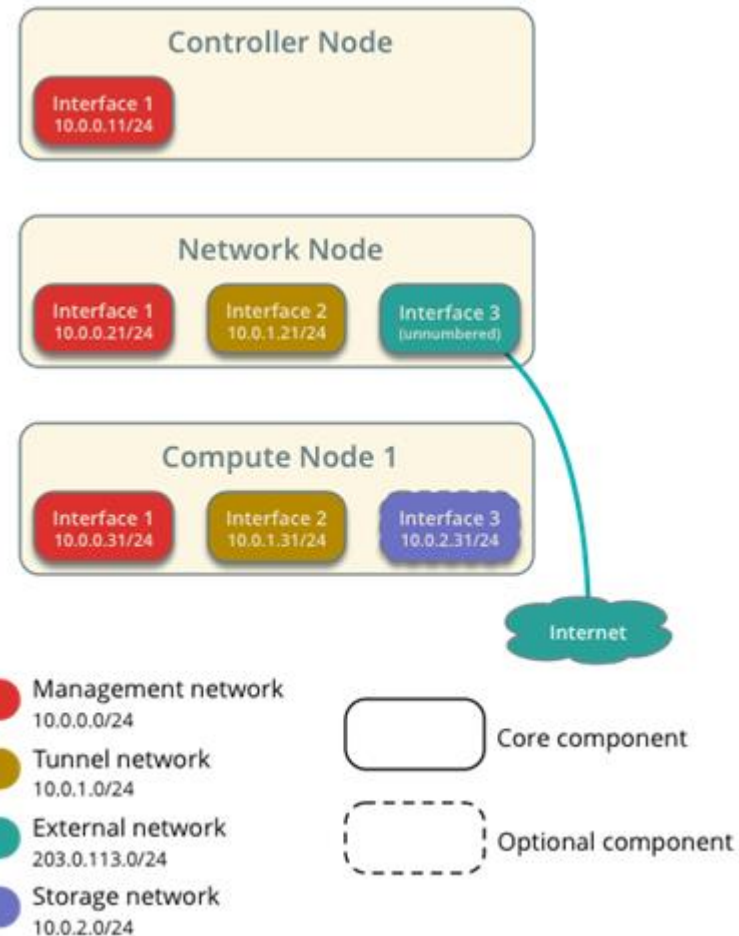 Controller Node
Interface 1
10.0.0.11/24
Network Node
Interface 1
10.0.0.21/24
Interface 2
10.0.1.21/24
Interface 3
(unnumbered)
Compute Node 1
Interface 1
10.0.0.31/24
Interface 2
10.0.1.31/24
Interface 3
10.0.2.31/24
Internet
Management network
10.0.0.0/24
Tunnel network
10.0.1.0/24
External network
203.0.113.0/24
Storage network
10.0.2.0/24
Core component
Optional component